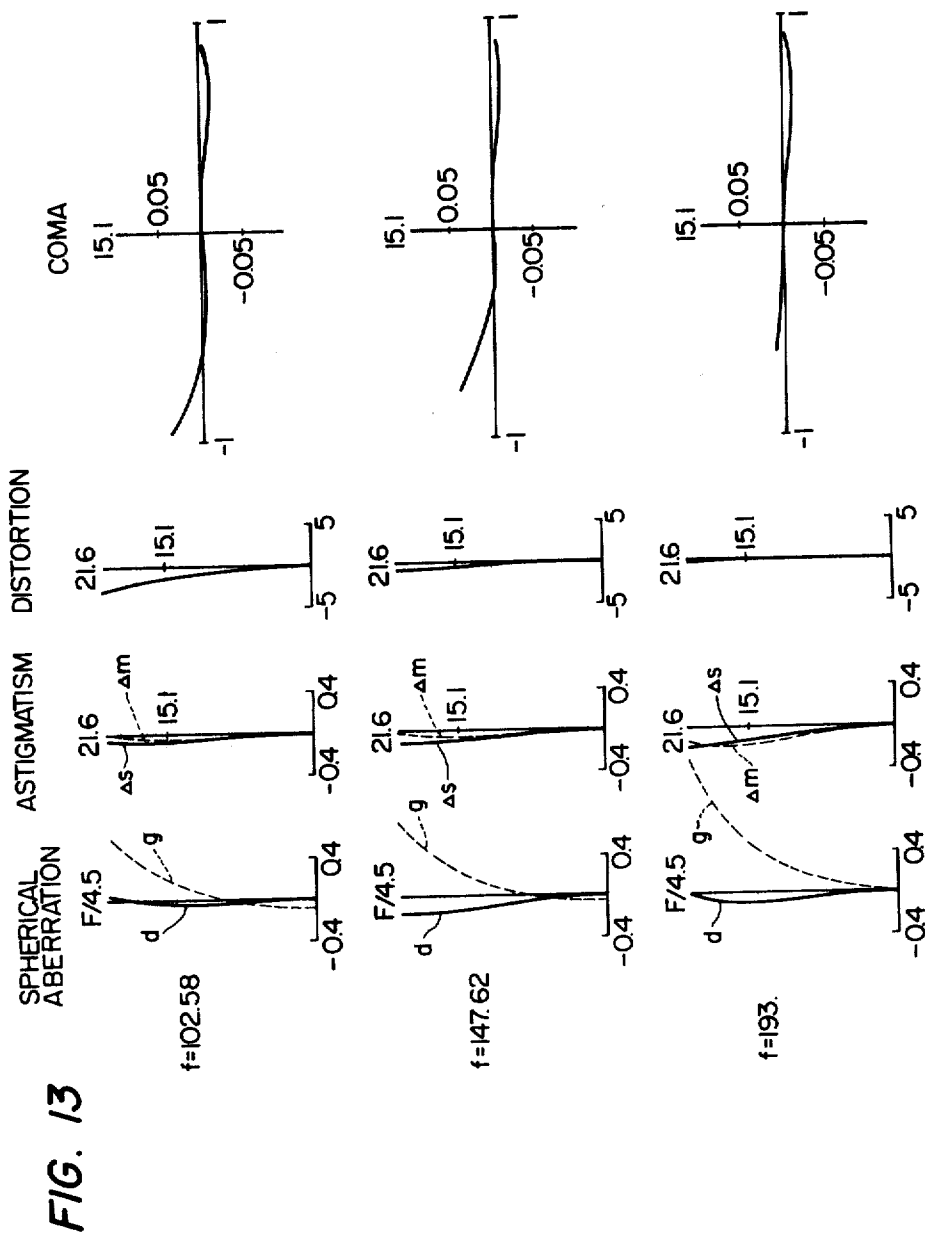 FIG. 13
SPHERICAL ABERRATION
ASTIGMATISM
DISTORTION
COMA
f=102.58
F/4.5
d
g
-0.4
0.4
21.6
Δs
Δm
15.1
-0.4
0.4
21.6
15.1
-5
5
15.1
0.05
-0.05
-1
1
f=147.62
F/4.5
d
g
-0.4
0.4
21.6
Δs
Δm
15.1
-0.4
0.4
21.6
15.1
-5
5
15.1
0.05
-0.05
-1
1
f=193.
F/4.5
d
g
-0.4
0.4
21.6
Δm
Δs
15.1
-0.4
0.4
21.6
15.1
-5
5
15.1
0.05
-0.05
-1
1